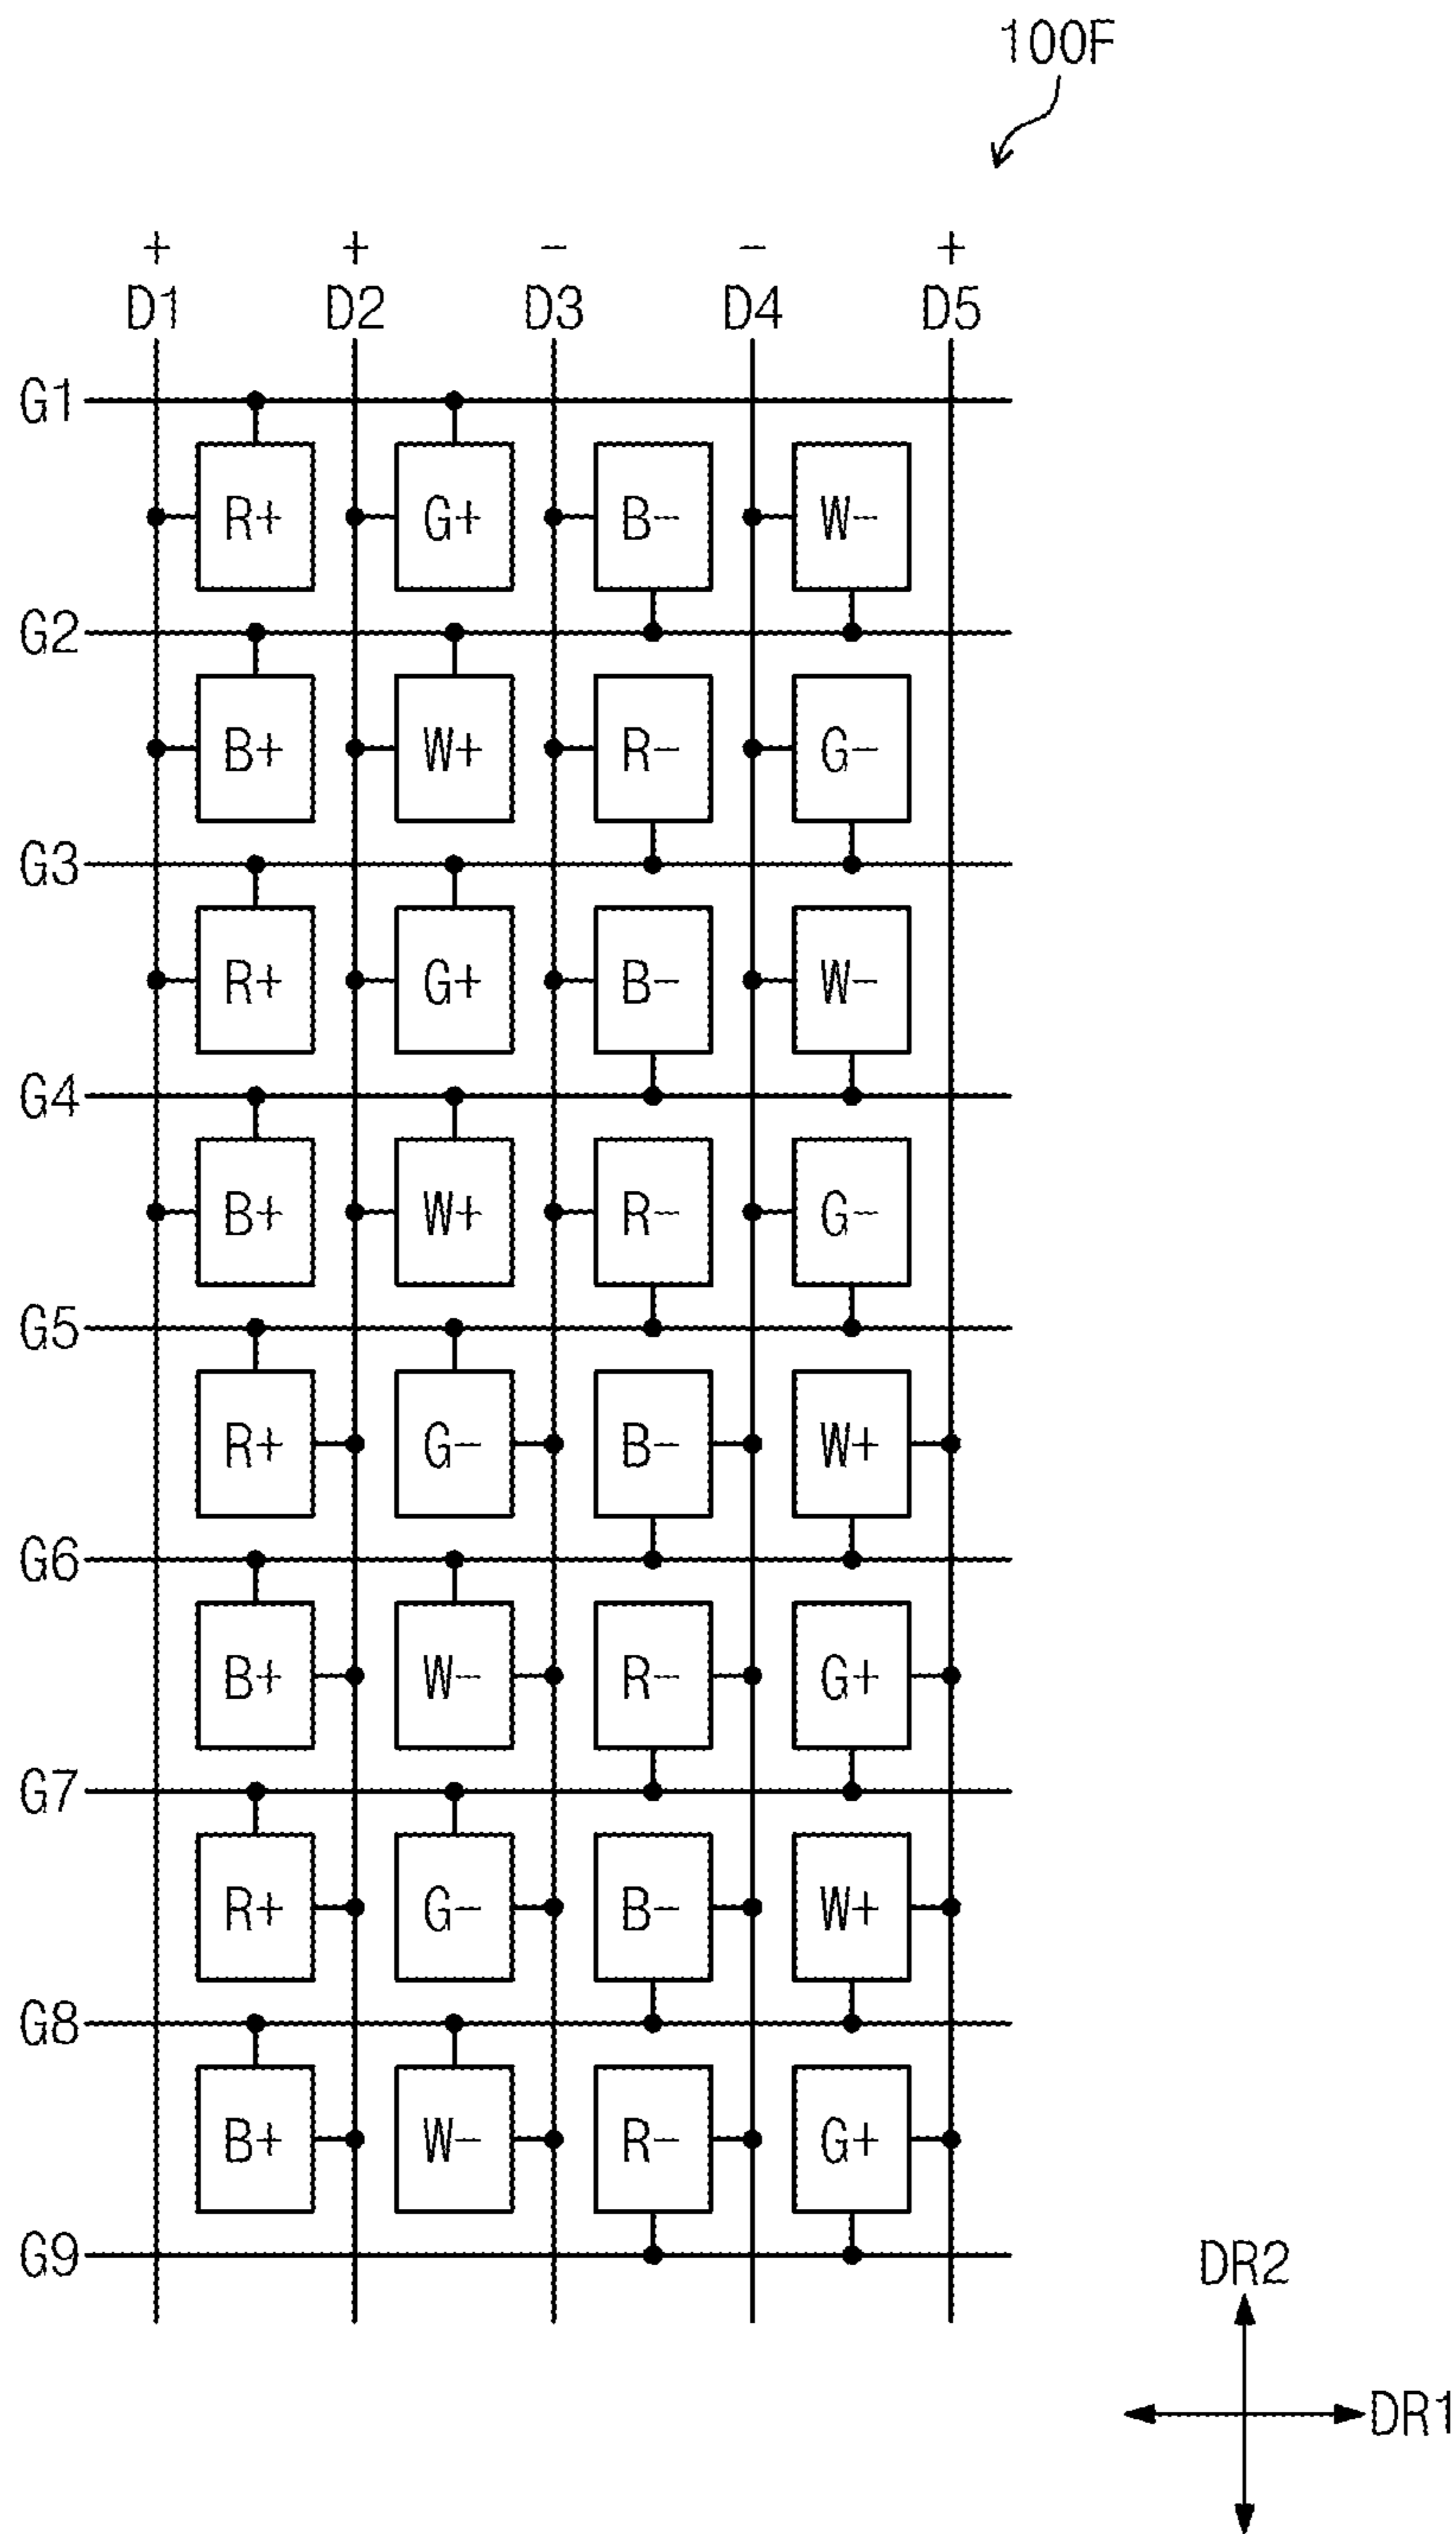 100F
+ + - - +
D1 D2 D3 D4 D5
G1
R+ G+ B- W-
G2
B+ W+ R- G-
G3
R+ G+ B- W-
G4
B+ W+ R- G-
G5
R+ G- B- W+
G6
B+ W- R- G+
G7
R+ G- B- W+
G8
B+ W- R- G+
G9
DR2
DR1